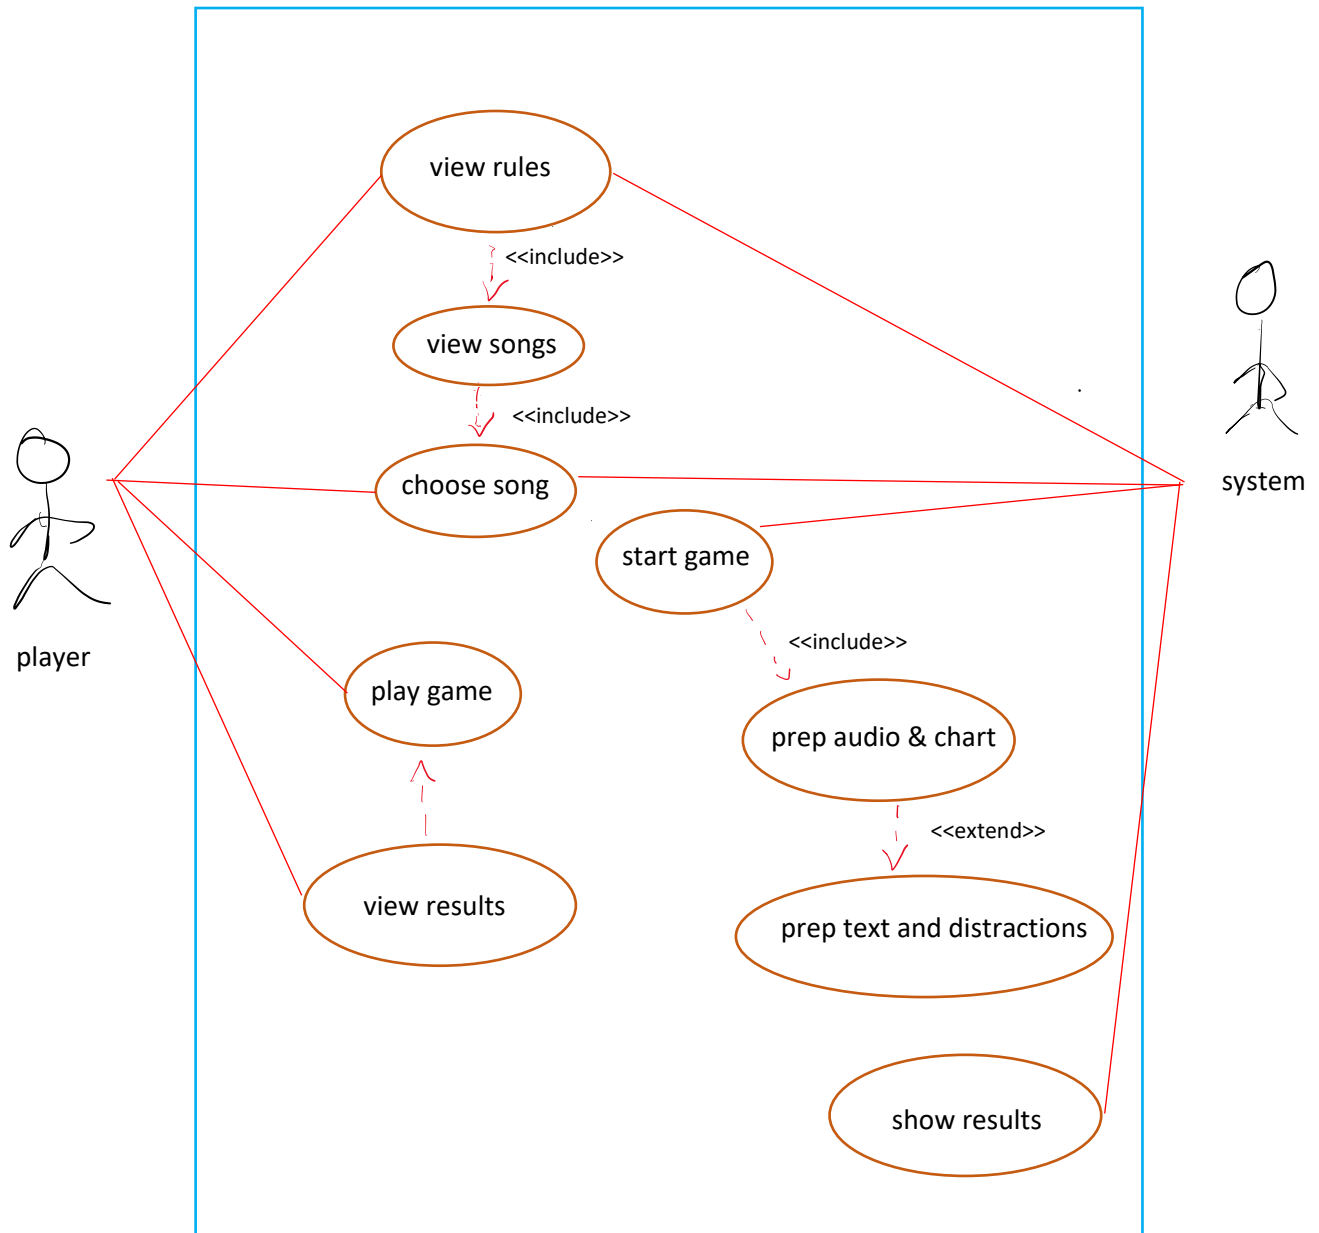 view rules
<<include>>
view songs
<<include>>
choose song
system
start game
<<include>>
player
play game
prep audio & chart
<<extend>>
view results
prep text and distractions
show results